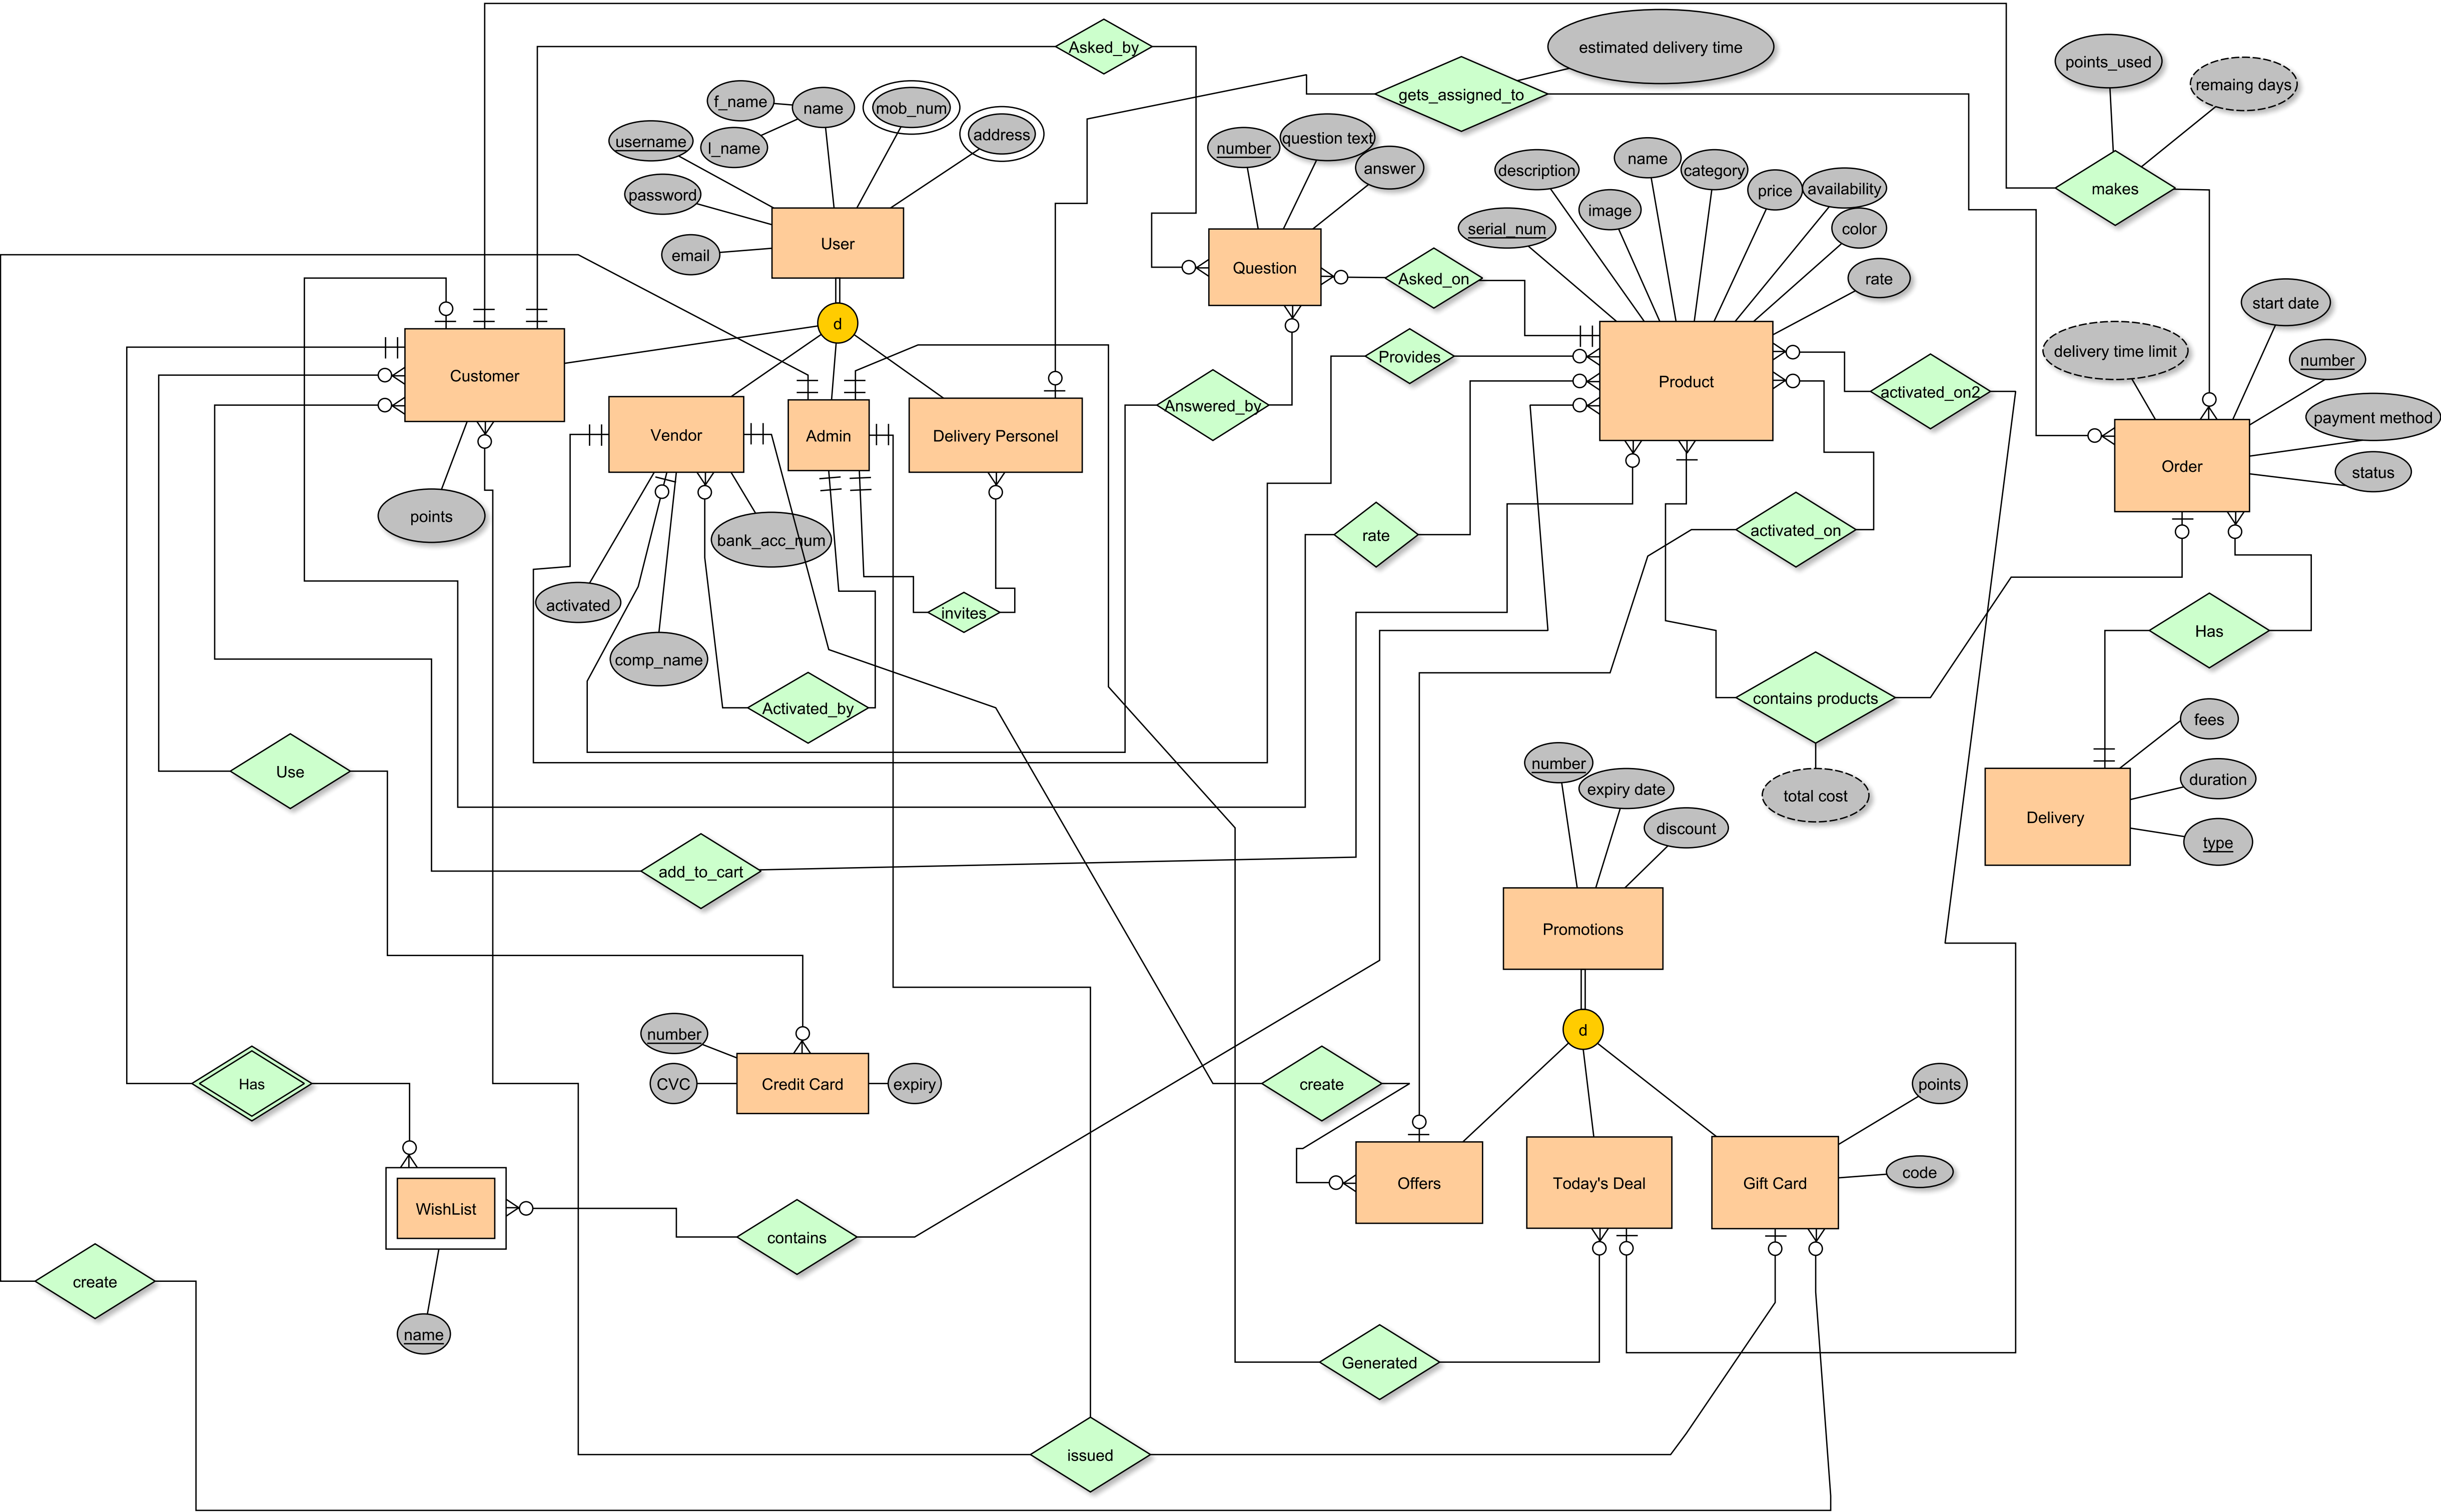 Asked_by
estimated delivery time
points_used
remaing days
gets_assigned_to
f_name
name
mob_num
address
username
l_name
password
email
User
number
question text
answer
Question
description
name
category
price
availability
image
color
serial_num
rate
makes
Asked_on
start date
delivery time limit
number
payment method
status
Order
d
Customer
Provides
Product
activated_on2
Answered_by
Vendor
Admin
Delivery Personel
points
bank_acc_num
rate
activated_on
activated
invites
comp_name
Has
Activated_by
contains products
fees
Use
number
expiry date
discount
total cost
duration
Delivery
type
add_to_cart
Promotions
number
CVC
Credit Card
expiry
d
Has
create
points
code
WishList
Offers
Today's Deal
Gift Card
contains
create
name
Generated
issued